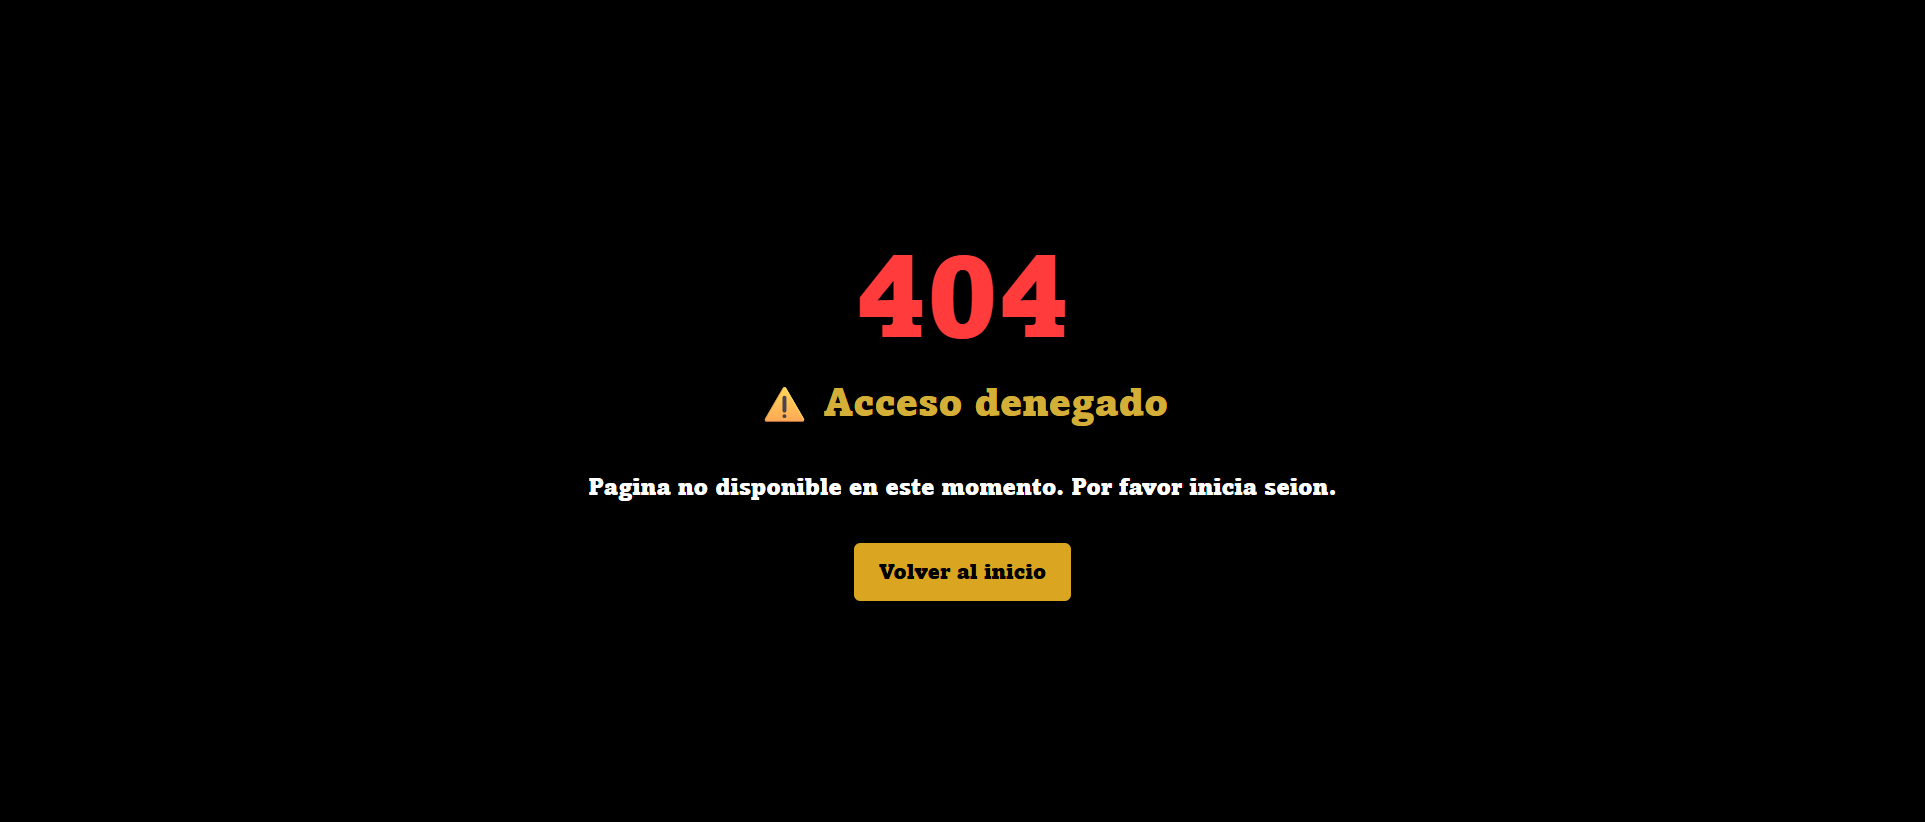 404
⚠️ Acceso denegado
Pagina no disponible en este momento. Por favor inicia seion.
Volver al inicio